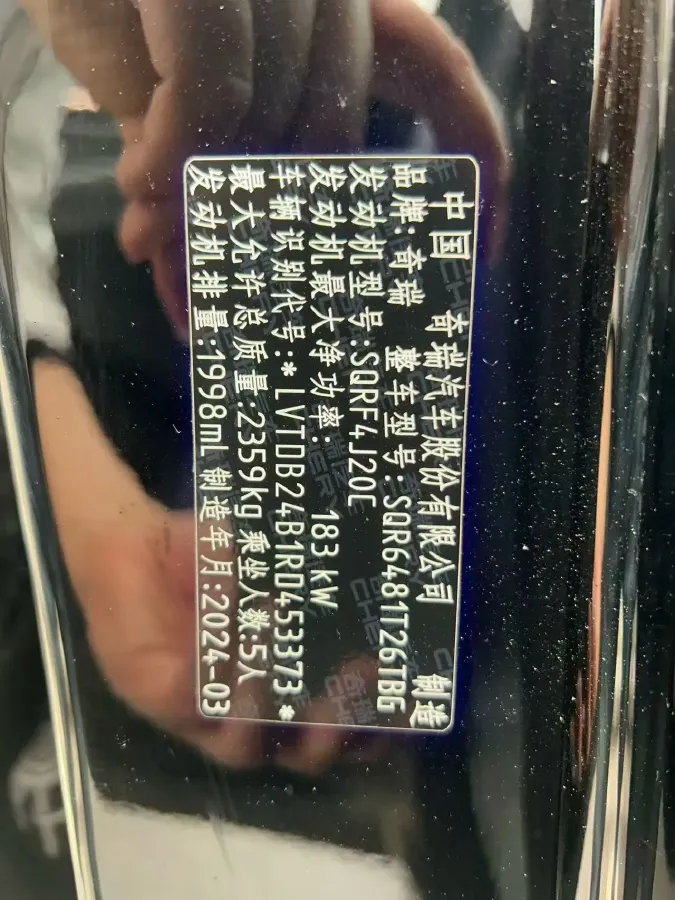 中国 奇瑞汽车股份有限公司 制造
品牌:奇瑞 整车型号:SQR6481T26TBG
发动机型号:SQRF4J20C
发动机最大净功率: 183 kW
车辆识别代号:*LVTDB24B1RD453373*
最大允许总质量:2359kg 乘坐人数:5人
发动机排量:1998mL 制造年月:2024-03